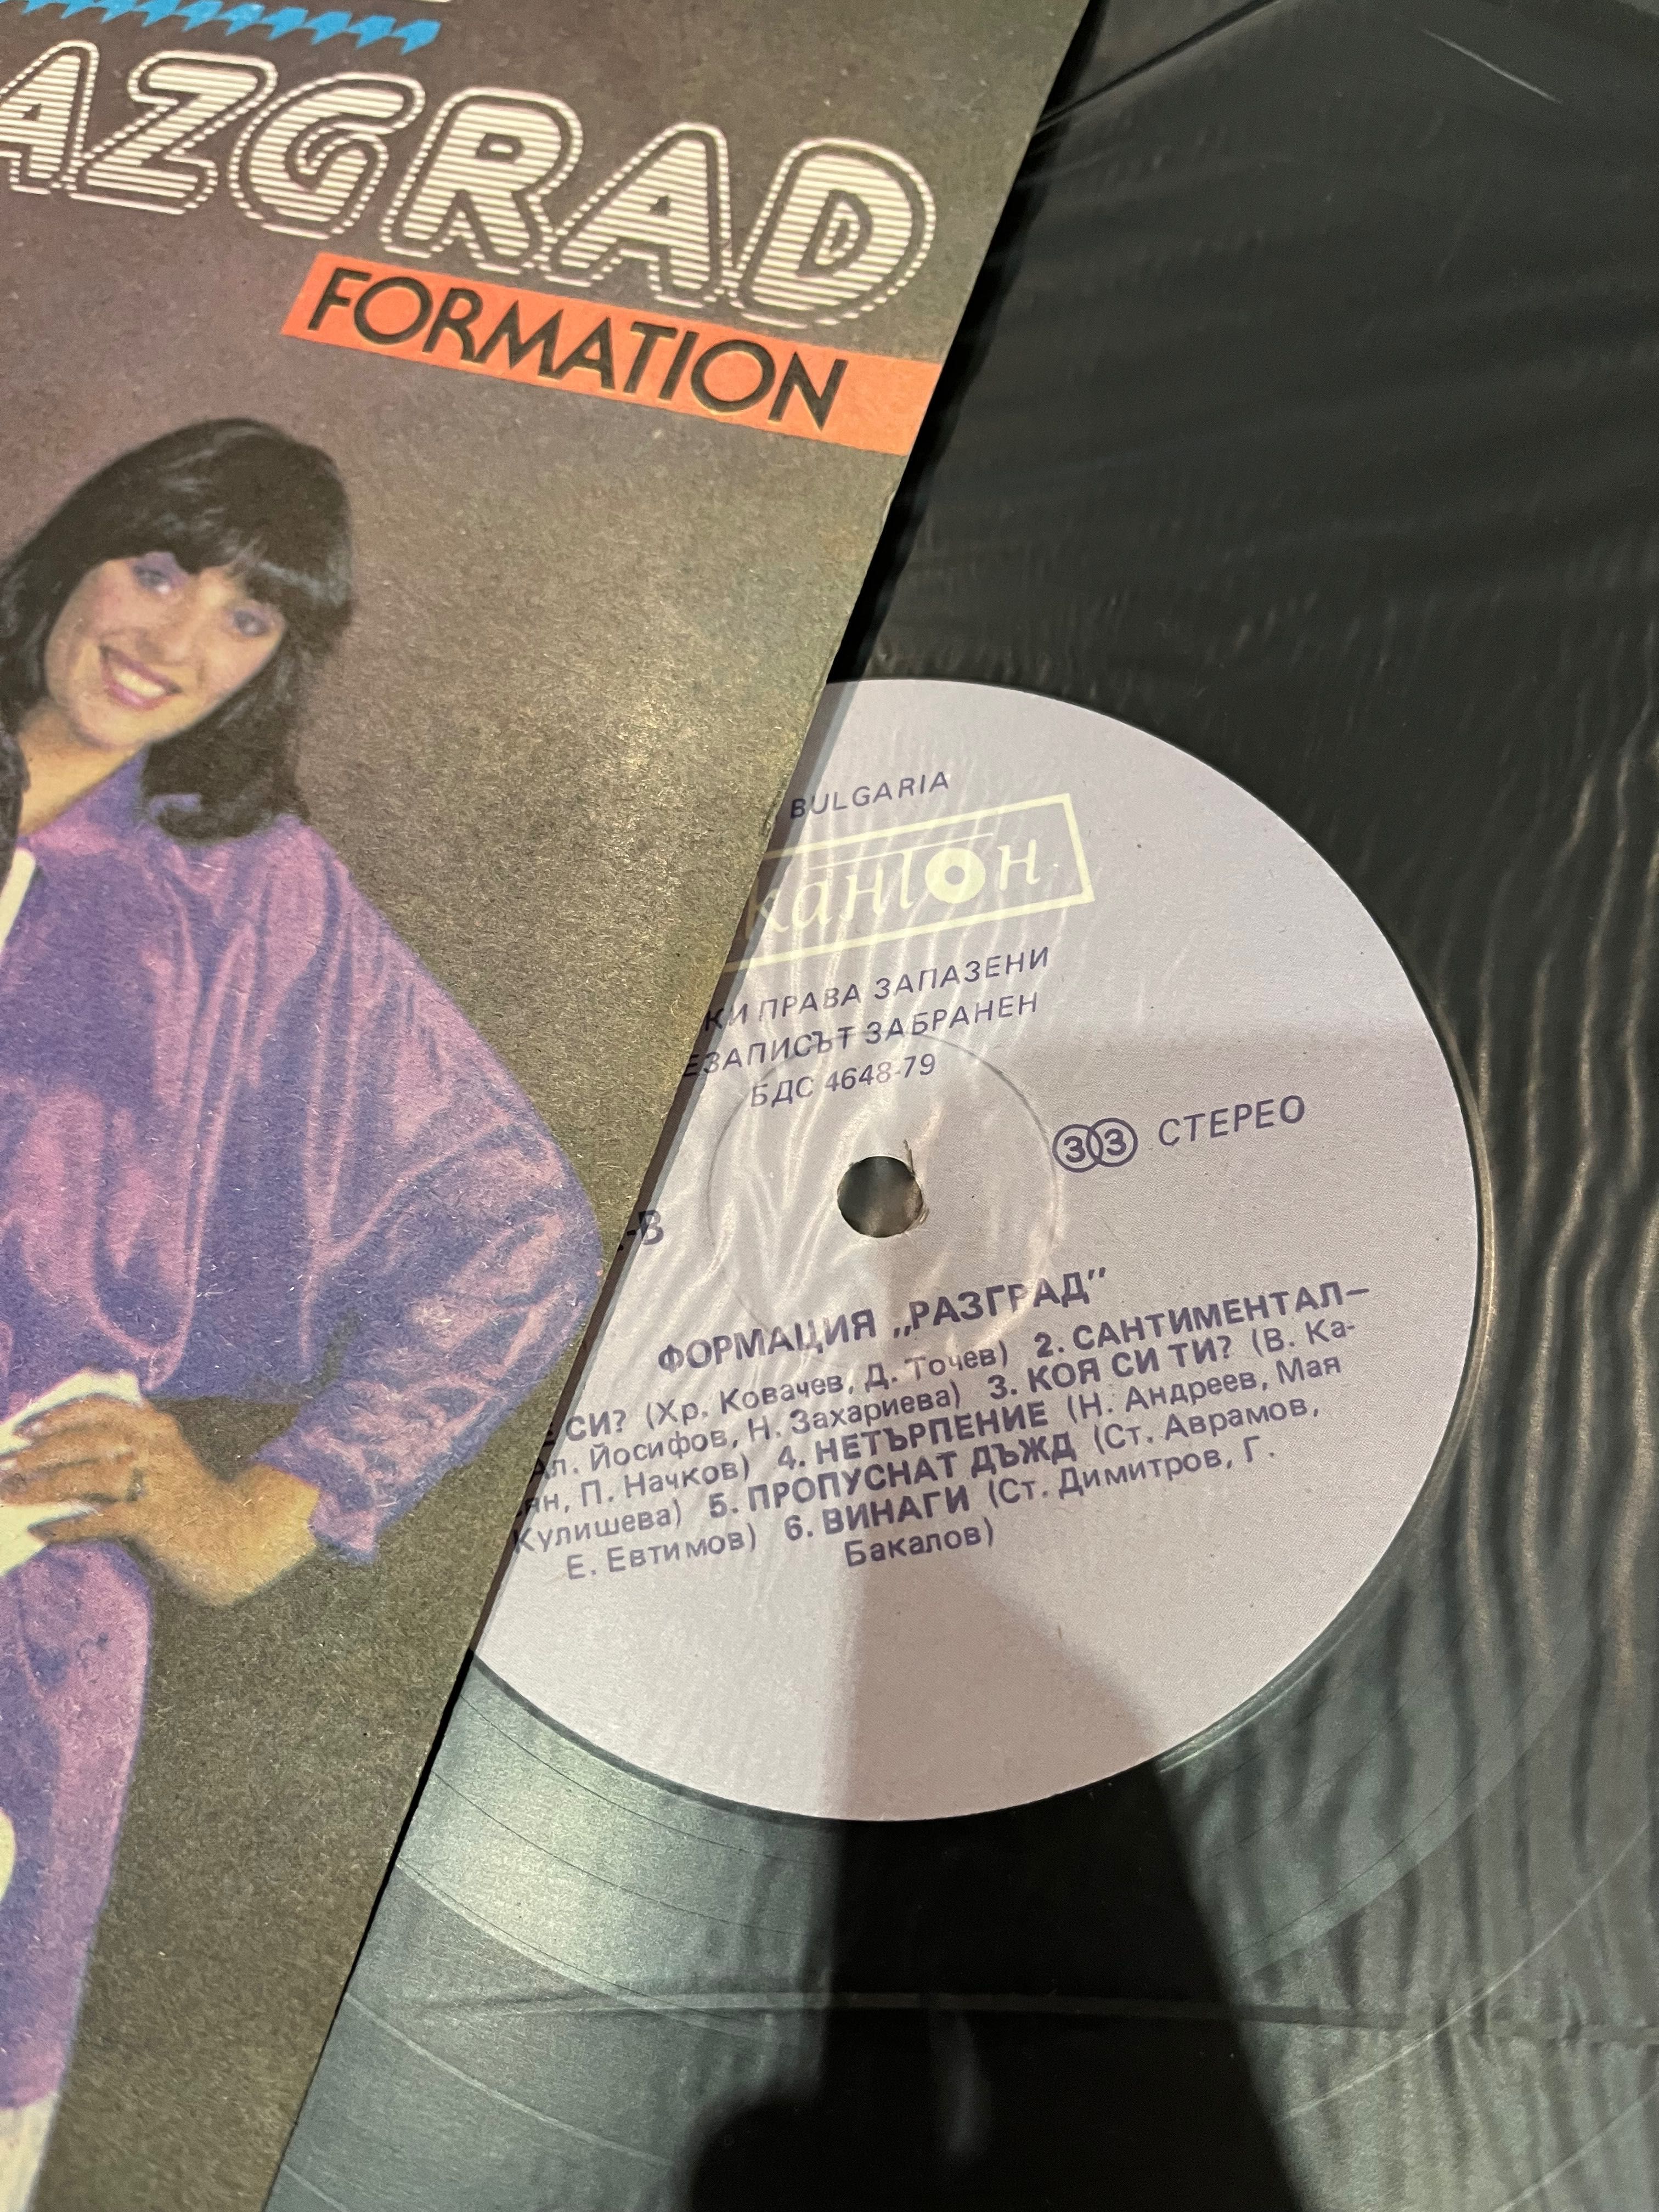 AZGRAD
FORMATION
BULGARIA
кантон
КИ ПРАВА ЗАПАЗЕНИ
ЕЗАПИСЪТ ЗАБРАНЕН
БДС 4648-79
33 СТЕРЕО
-В
ФОРМАЦИЯ „РАЗГРАД"
СИ? (Хр. Ковачев, Д. Точев) 2. САНТИМЕНТАЛ–
Ал. Йосифов, Н. Захариева) 3. КОЯ СИ ТИ? (В. Ка-
ян, П. Начков) 4. НЕТЪРПЕНИЕ (Н. Андреев, Мая
Кулишева) 5. ПРОПУСНАТ ДЪЖД (Ст. Аврамов,
Е. Евтимов) 6. ВИНАГИ (Ст. Димитров, Г.
Бакалов)